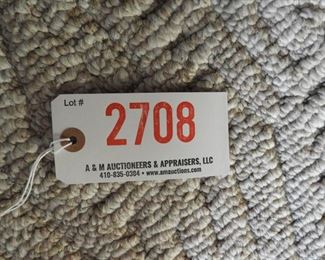 Lot #
2708
A & M AUCTIONEERS & APPRAISERS, LLC
410-835-0384 • www.amauctions.com